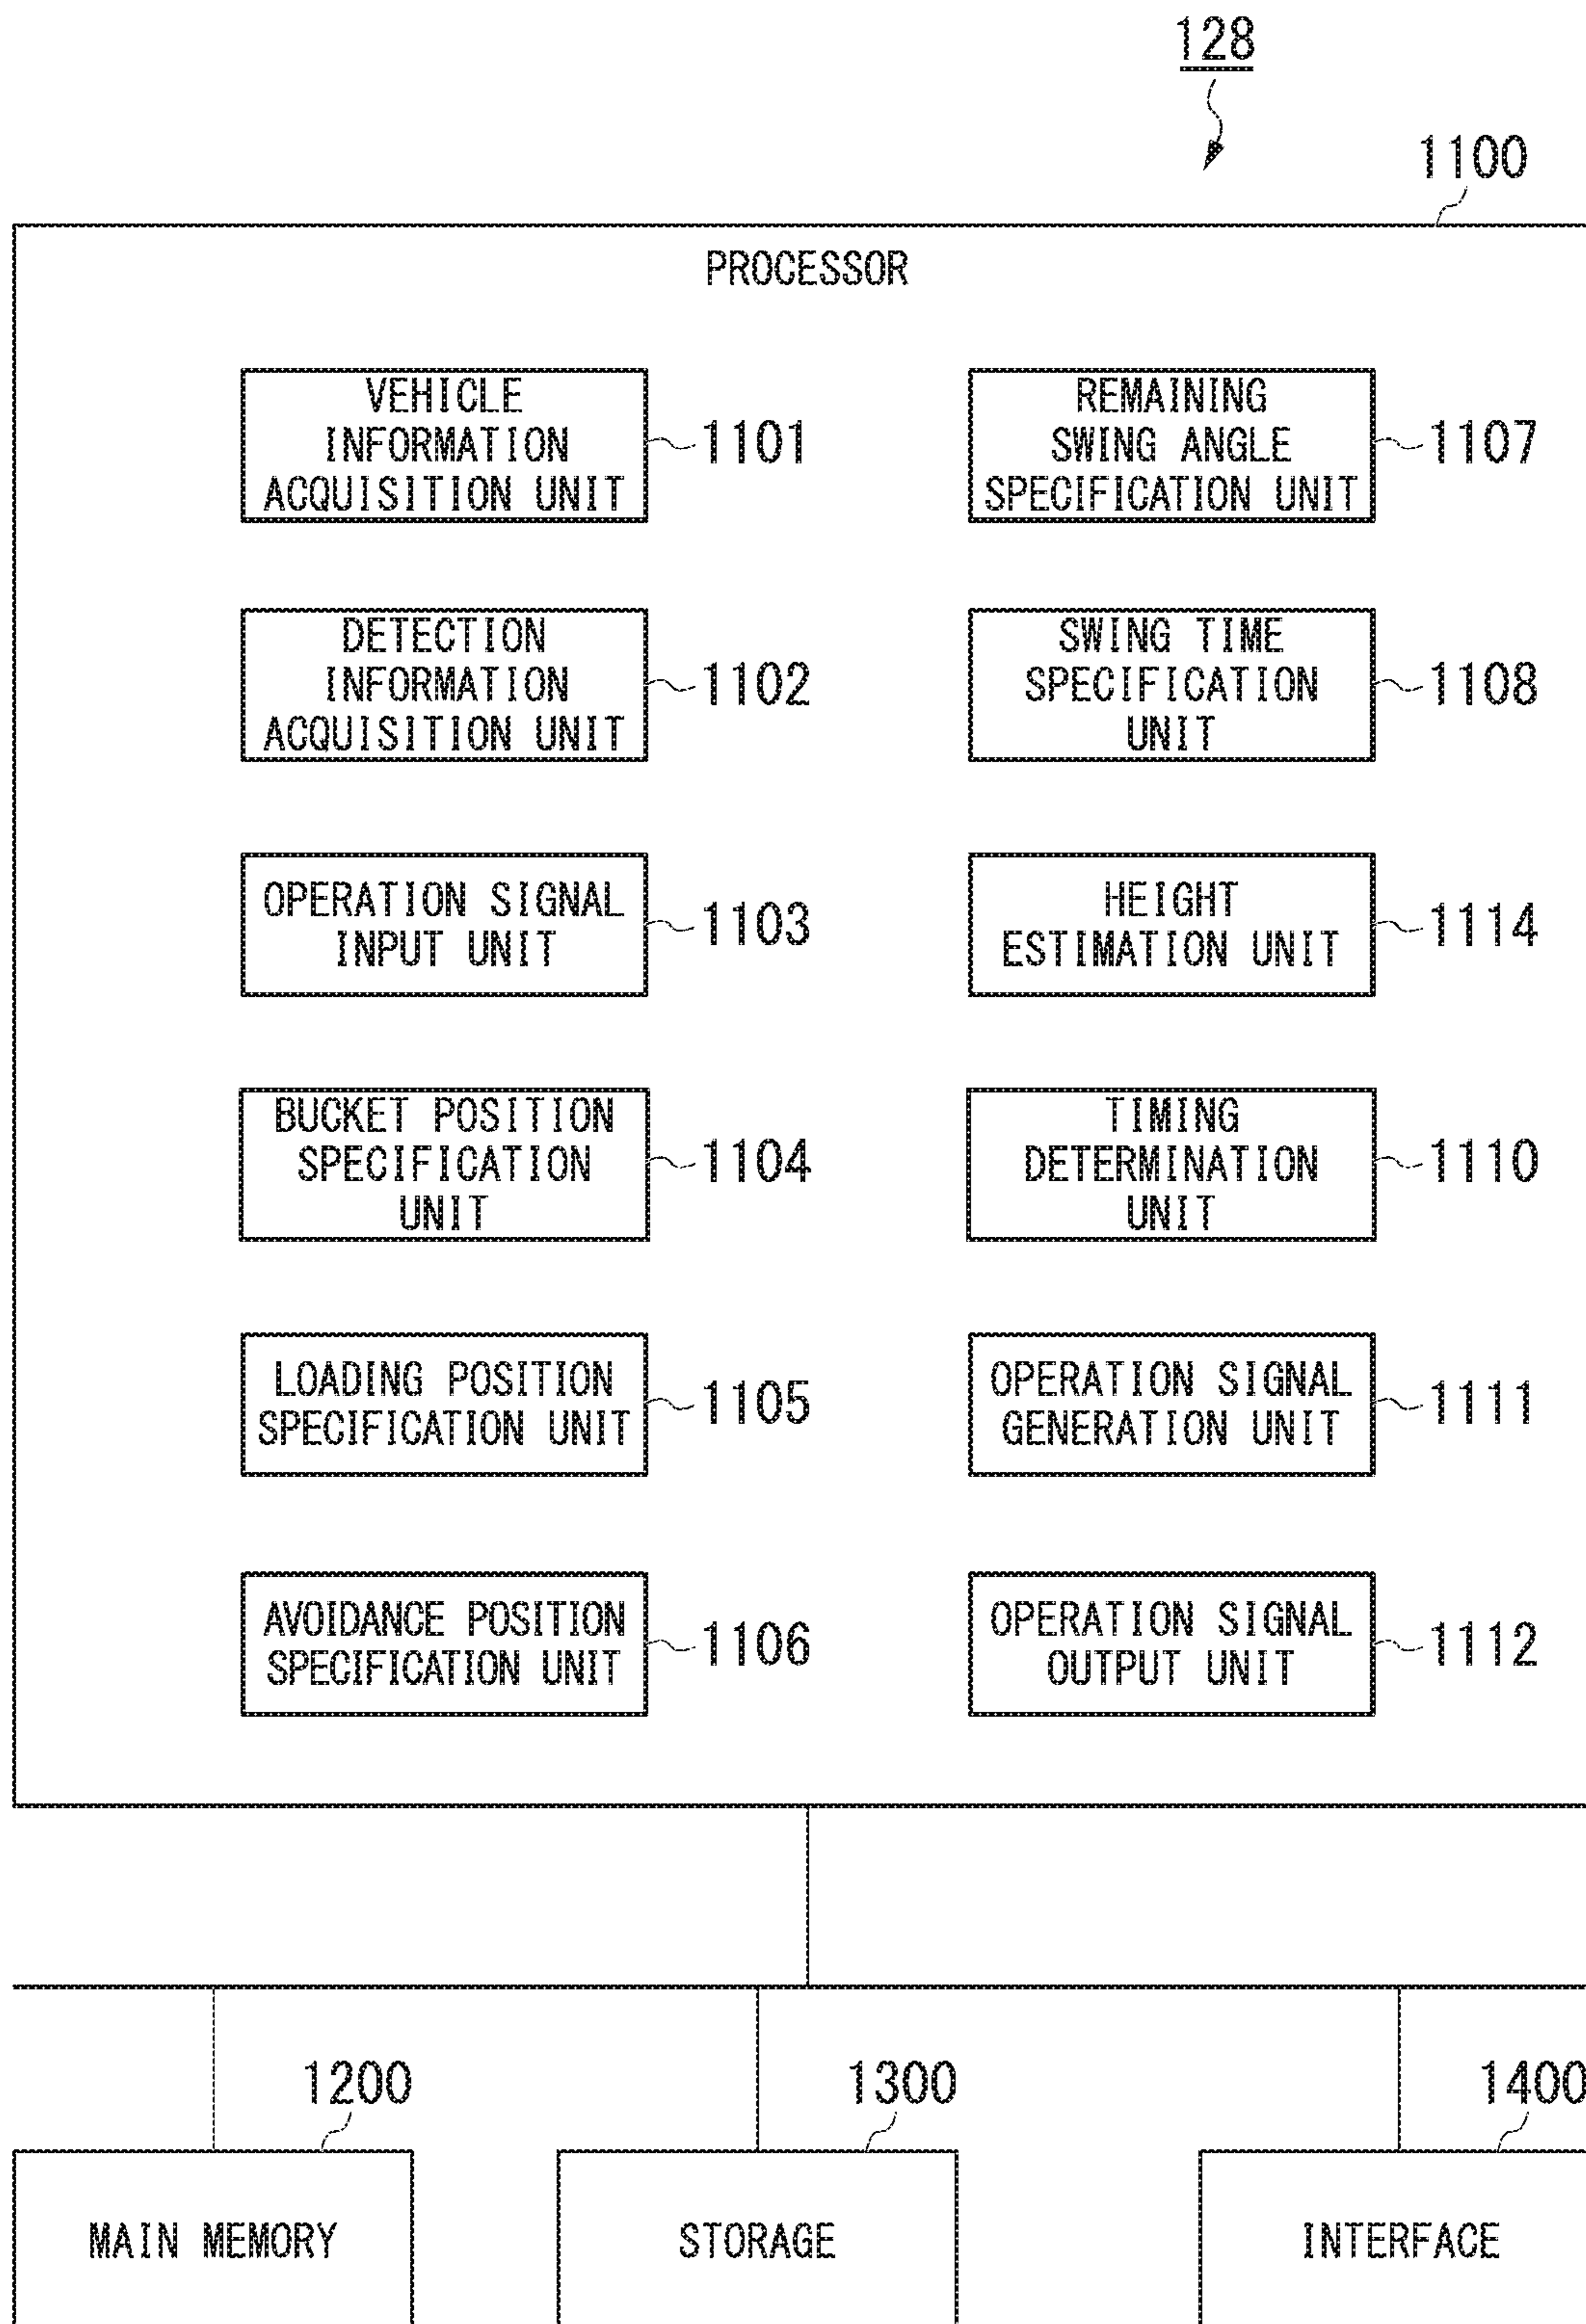 128
1100
PROCESSOR
VEHICLE
INFORMATION
ACQUISITION UNIT
1101
REMAINING
SWING ANGLE
SPECIFICATION UNIT
1107
DETECTION
INFORMATION
ACQUISITION UNIT
1102
SWING TIME
SPECIFICATION
UNIT
1108
OPERATION SIGNAL
INPUT UNIT
1103
HEIGHT
ESTIMATION UNIT
1114
BUCKET POSITION
SPECIFICATION
UNIT
1104
TIMING
DETERMINATION
UNIT
1110
LOADING POSITION
SPECIFICATION UNIT
1105
OPERATION SIGNAL
GENERATION UNIT
1111
AVOIDANCE POSITION
SPECIFICATION UNIT
1106
OPERATION SIGNAL
OUTPUT UNIT
1112
1200
1300
1400
MAIN MEMORY
STORAGE
INTERFACE